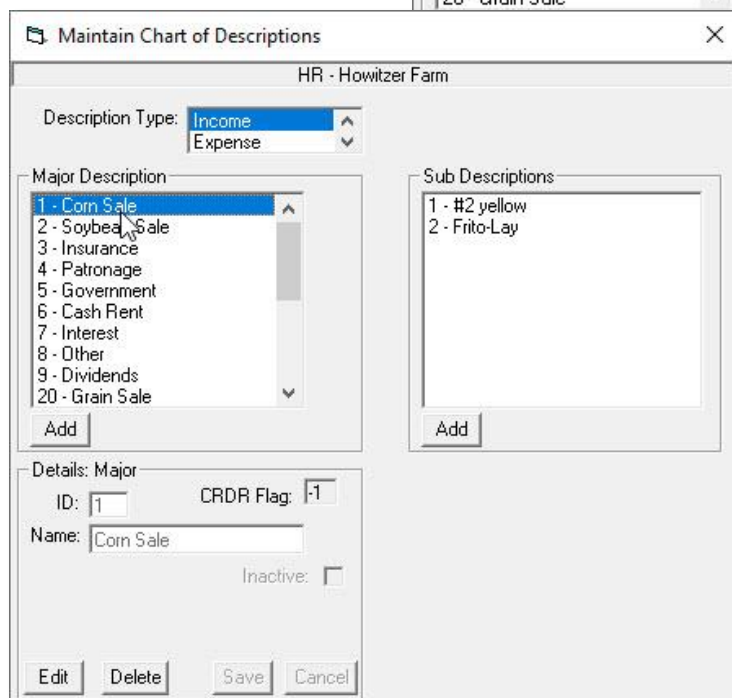 20 - Grain Sale
Maintain Chart of Descriptions
HR - Howitzer Farm
Description Type:
Income
Expense
Major Description
1 - Corn Sale
2 - Soybean Sale
3 - Insurance
4 - Patronage
5 - Government
6 - Cash Rent
7 - Interest
8 - Other
9 - Dividends
20 - Grain Sale
Add
Sub Descriptions
1 - #2 yellow
2 - Frito-Lay
Add
Details: Major
ID: 1
CRDR Flag: -1
Name: Corn Sale
Inactive:
Edit Delete Save Cancel